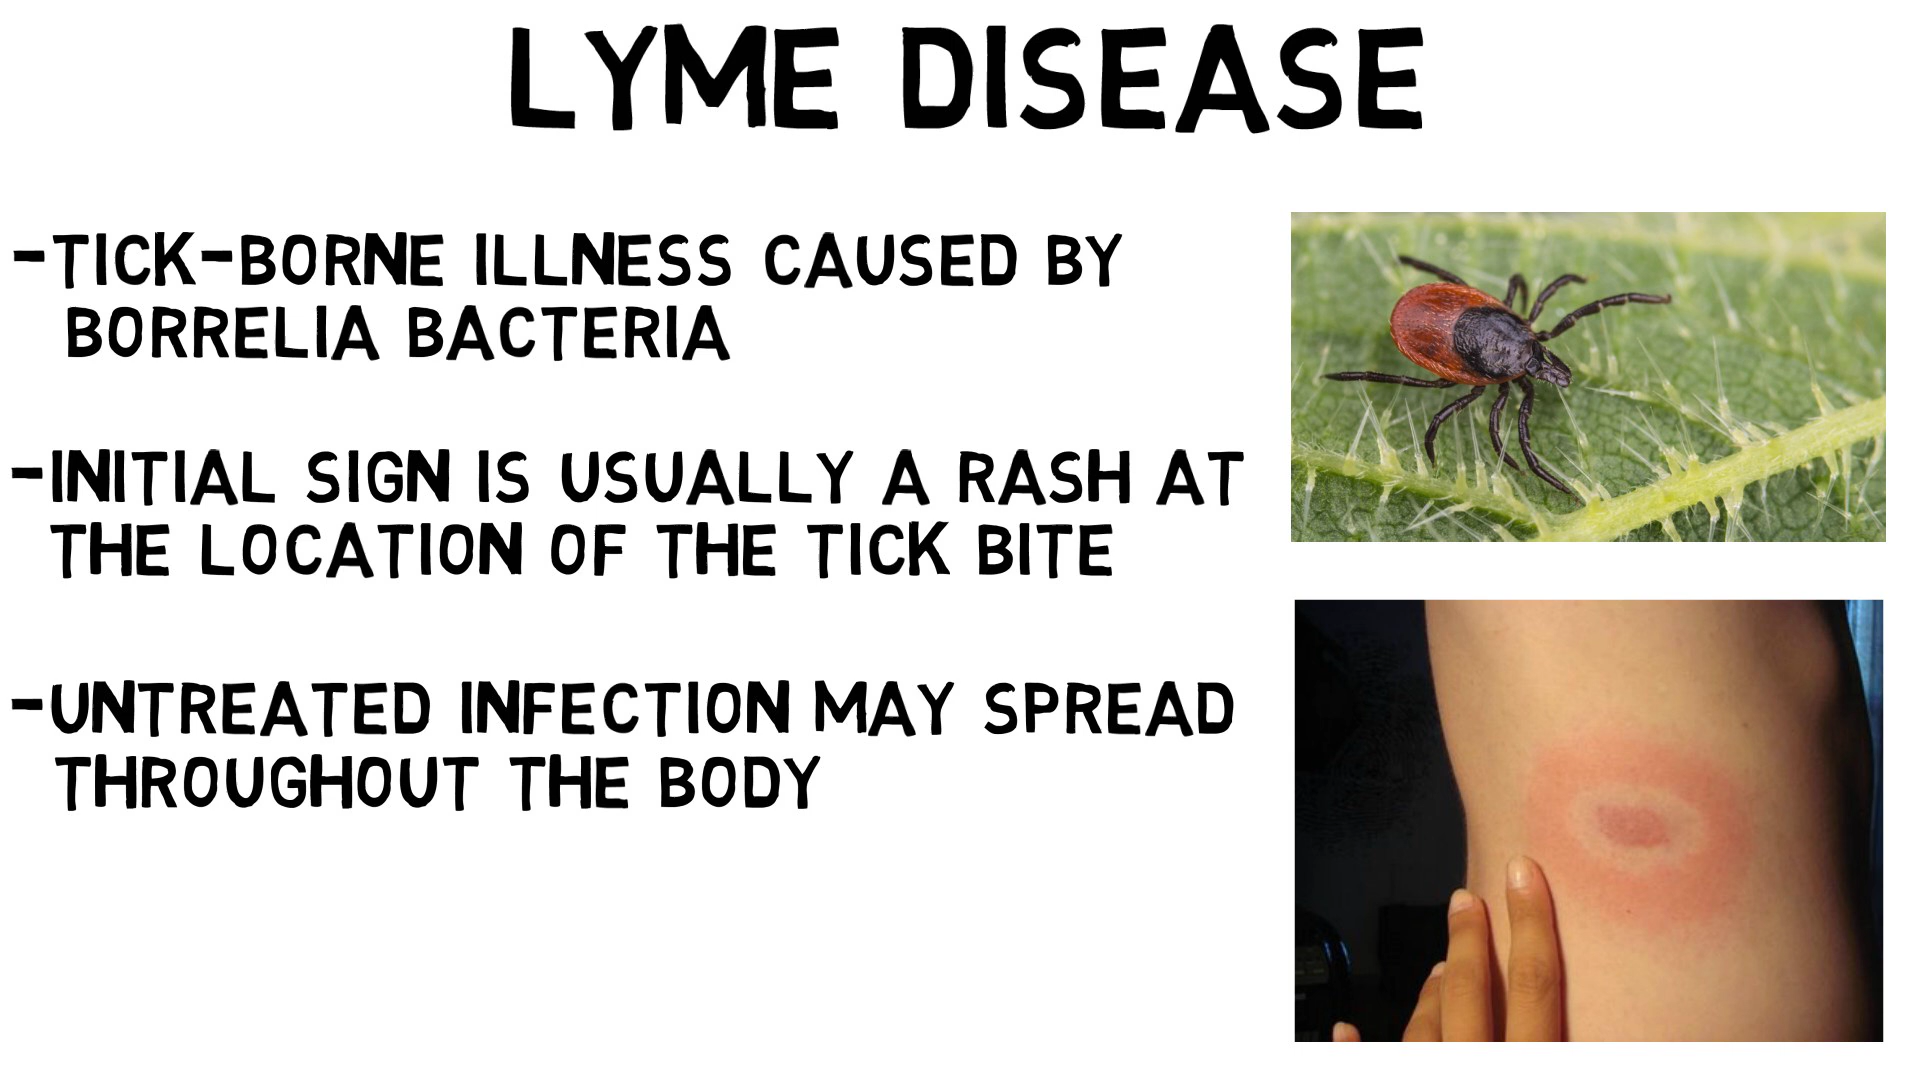 LYME DISEASE
-TICK-BORNE ILLNESS CAUSED BY
BORRELIA BACTERIA
-INITIAL SIGN IS USUALLY A RASH AT
THE LOCATION OF THE TICK BITE
-UNTREATED INFECTION MAY SPREAD
THROUGHOUT THE BODY